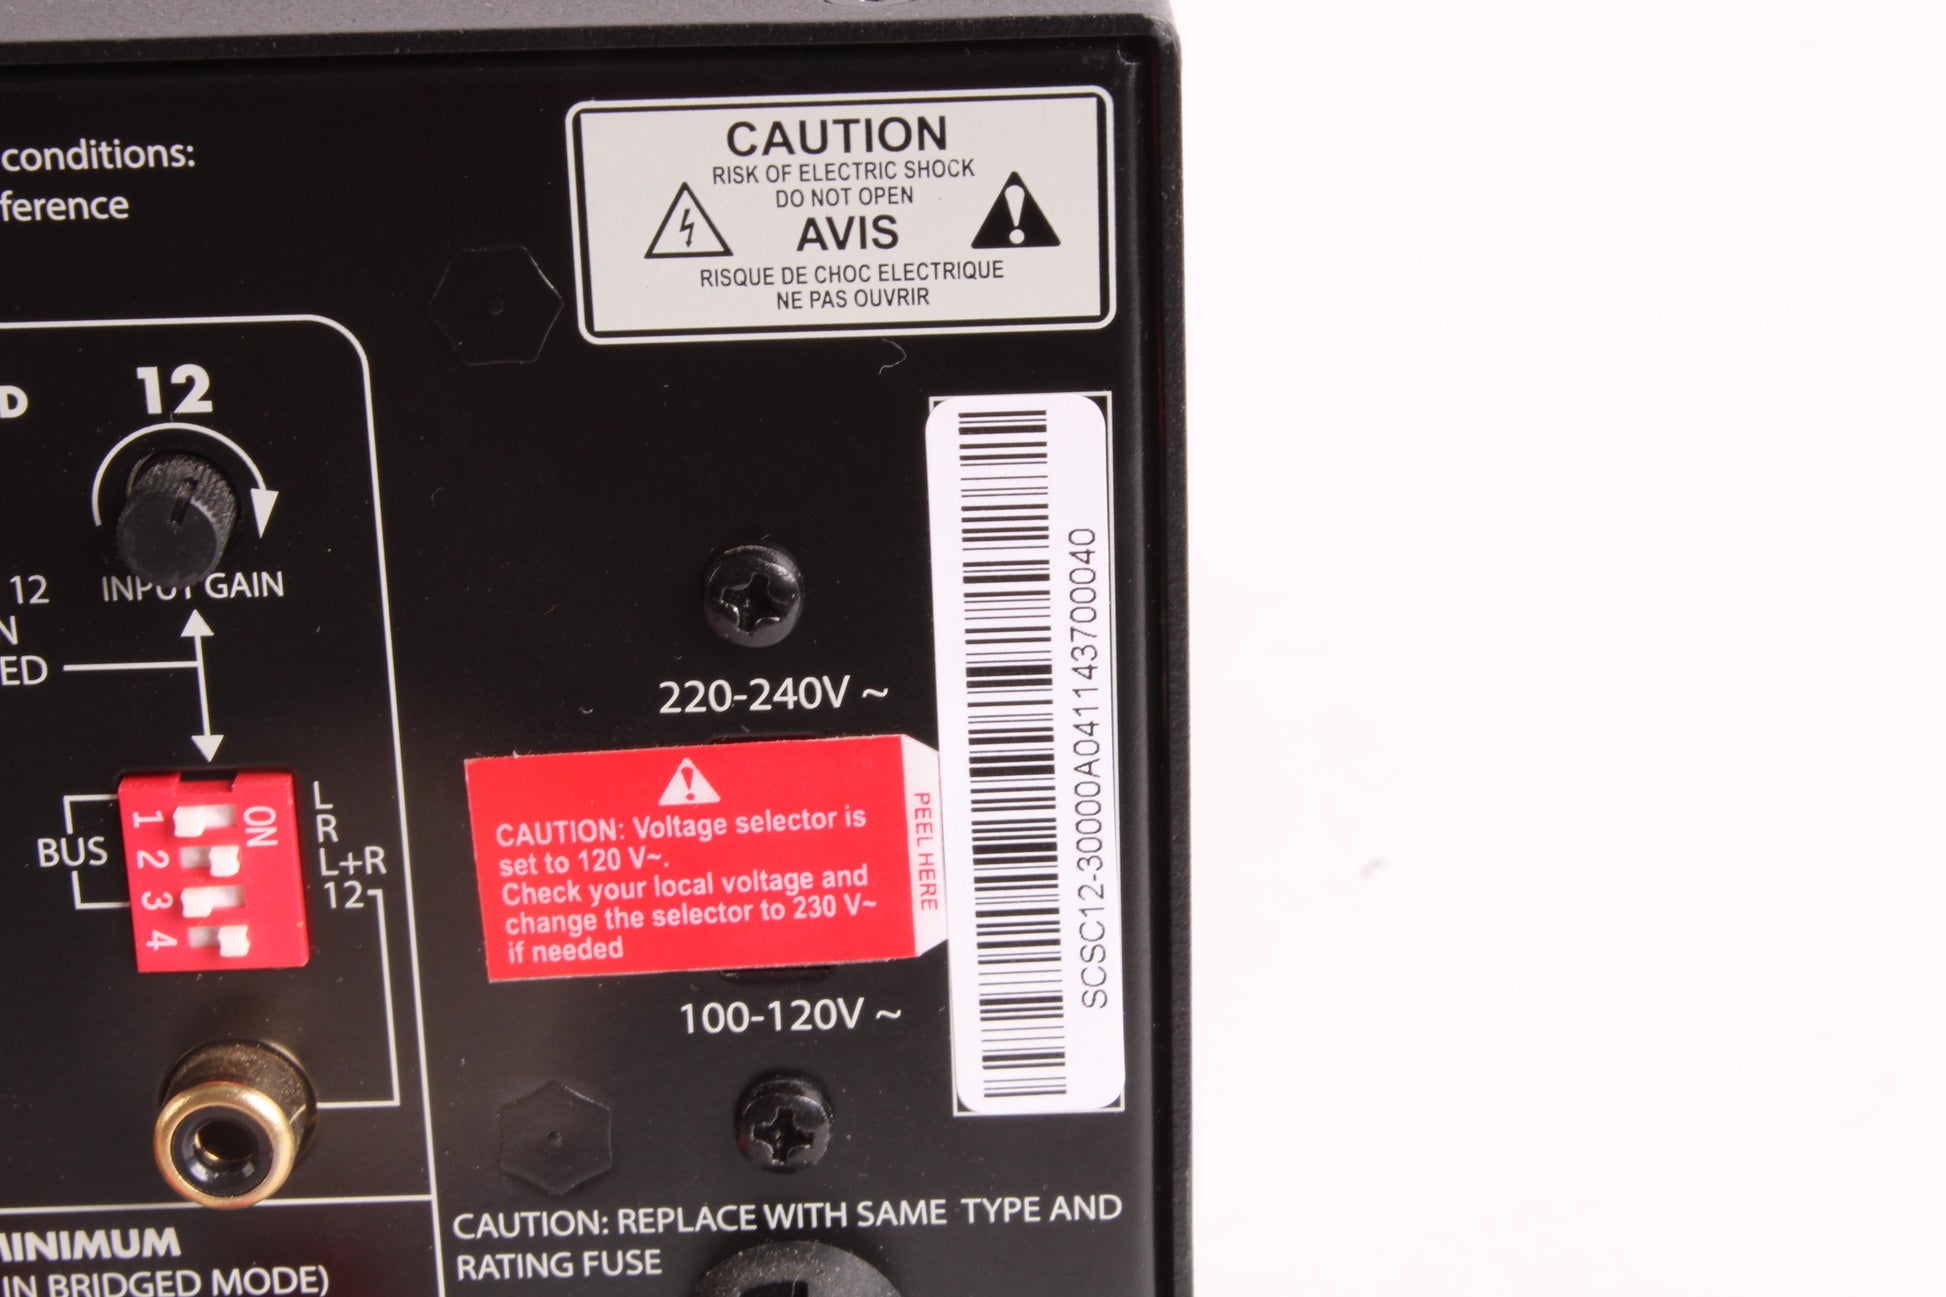 conditions:
ference
CAUTION
RISK OF ELECTRIC SHOCK
DO NOT OPEN
AVIS
RISQUE DE CHOC ELECTRIQUE
NE PAS OUVRIR
D
12
INPUT GAIN
12
N
ED
220-240V ~
CAUTION: Voltage selector is
set to 120 V~.
Check your local voltage and
change the selector to 230 V~
if needed
PEEL HERE
SCSC12-30000A041143700040
BUS
ON
1
2
3
4
L
R
L+R
12
100-120V ~
CAUTION: REPLACE WITH SAME TYPE AND
RATING FUSE
MINIMUM
IN BRIDGED MODE)